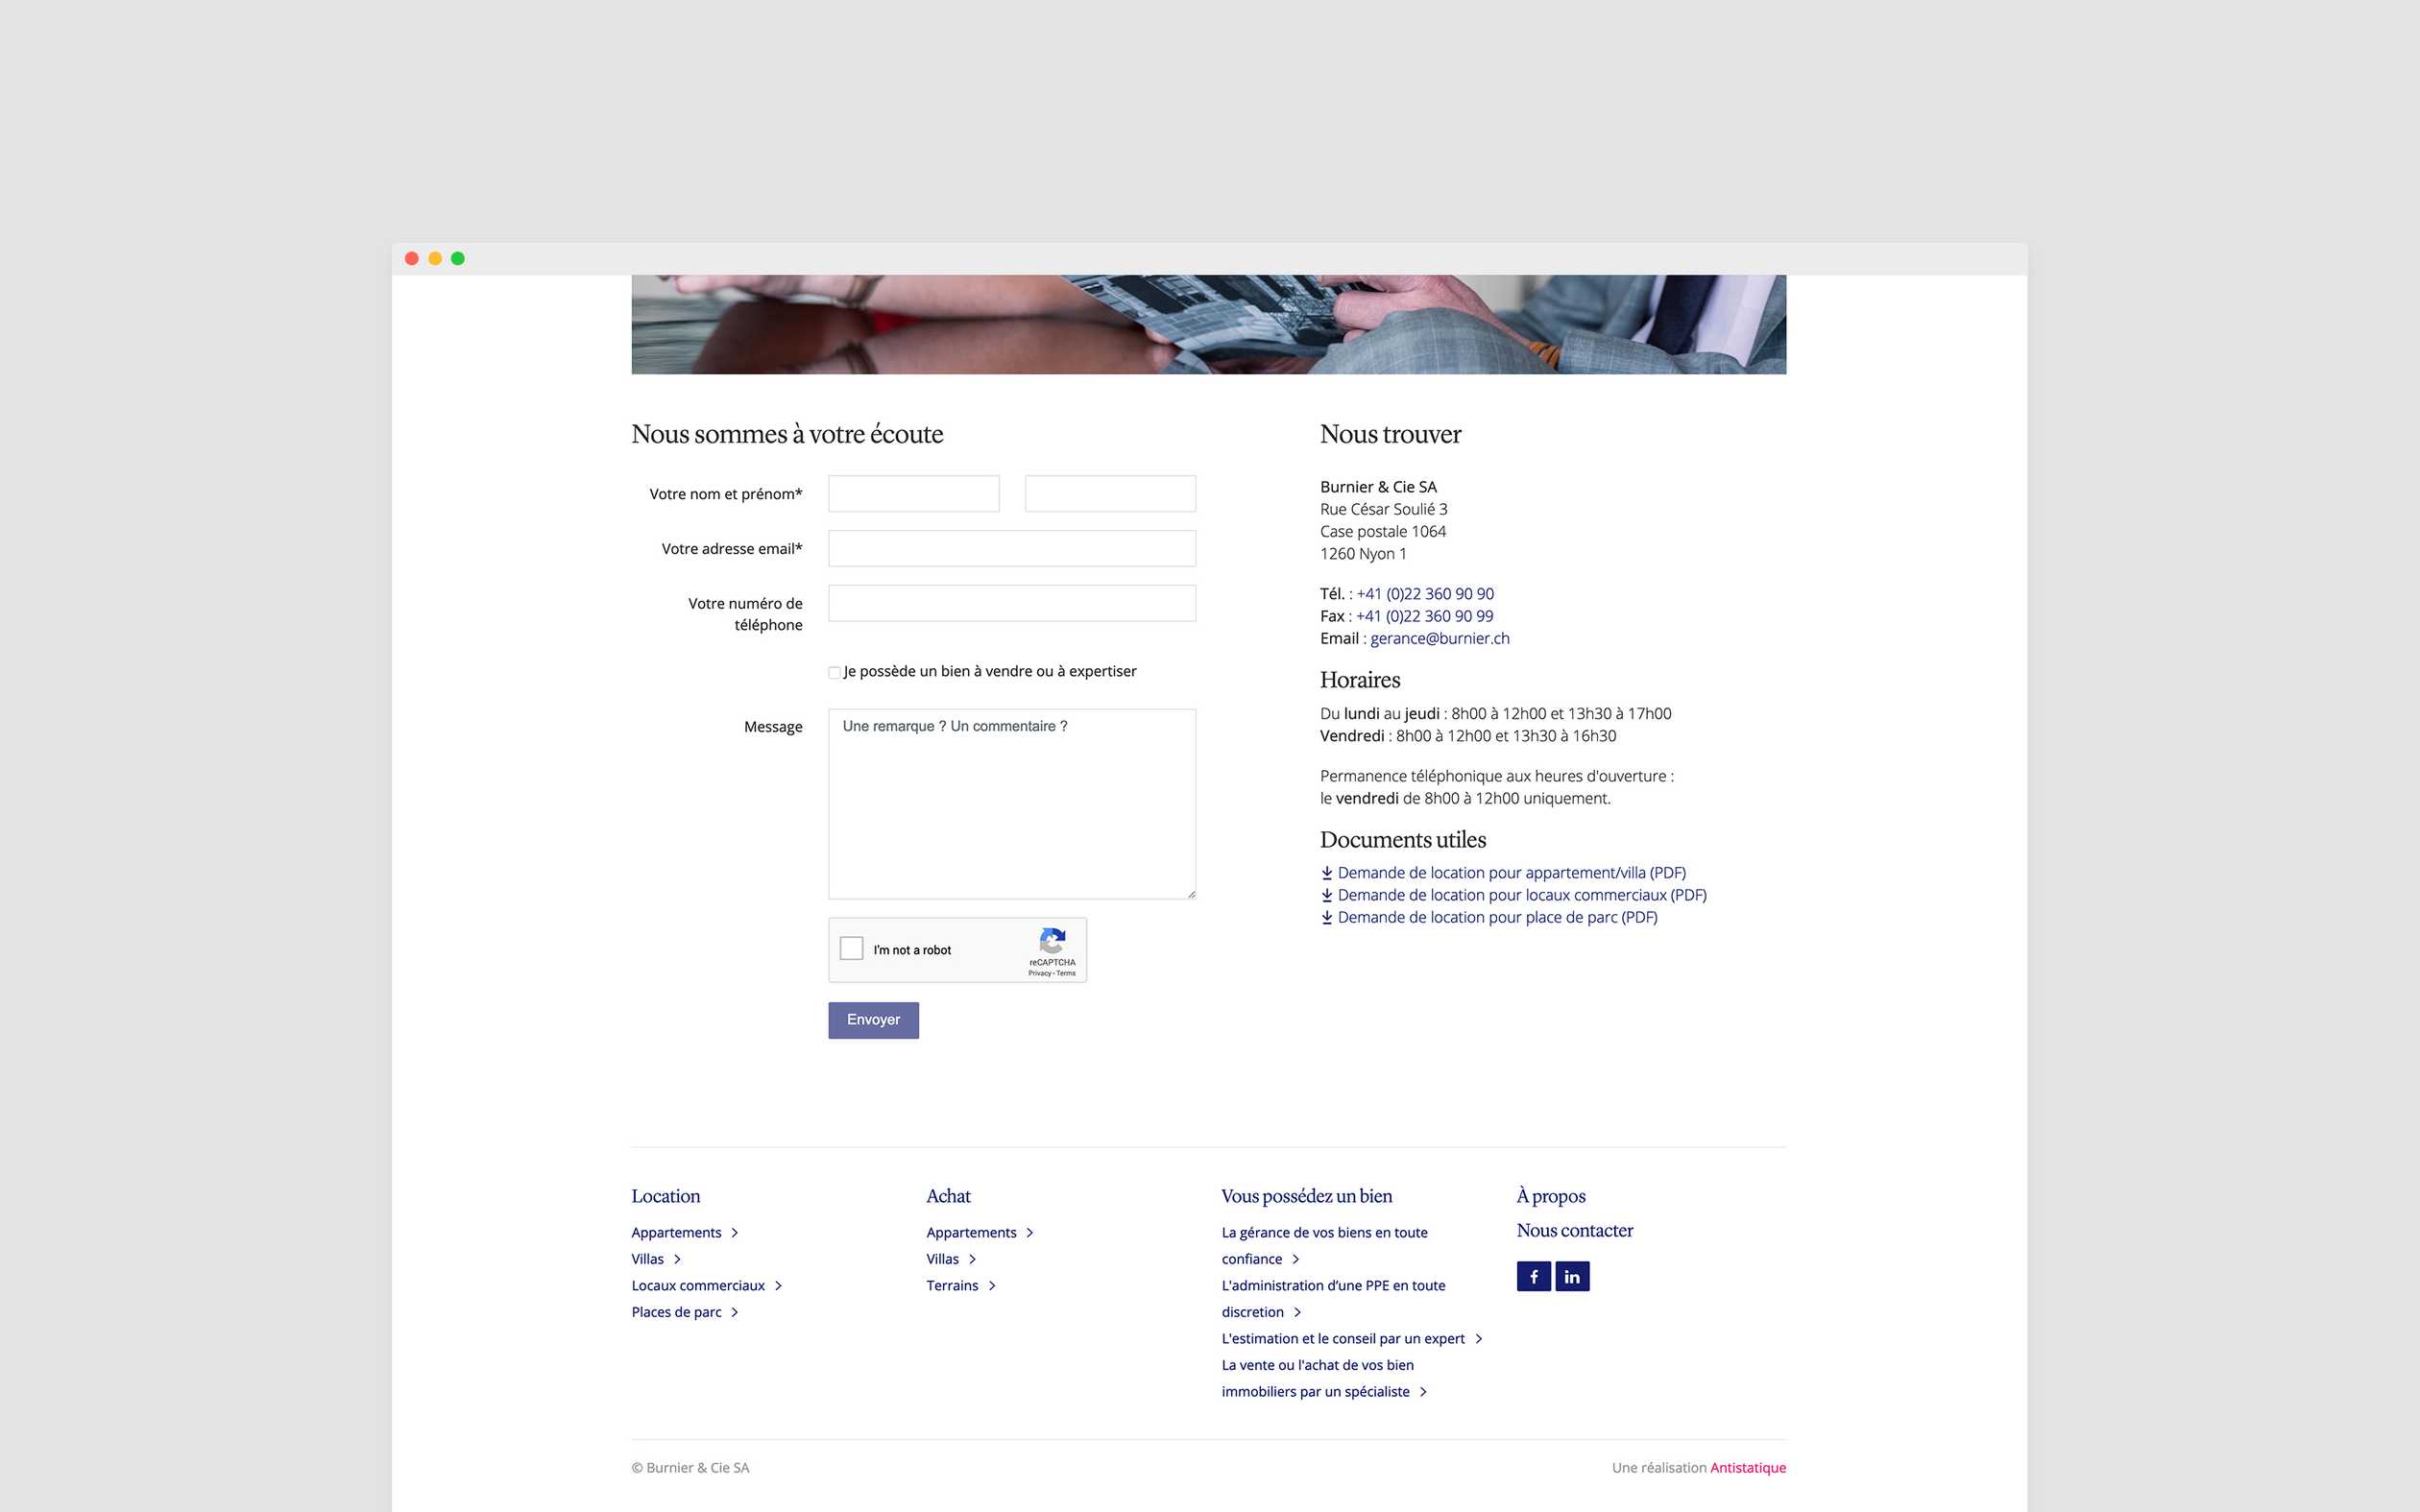 Nous sommes à votre écoute
Votre nom et prénom*
Votre adresse email*
Votre numéro de
téléphone
Je possède un bien à vendre ou à expertiser
Message
Une remarque ? Un commentaire ?
I'm not a robot
reCAPTCHA
Privacy - Terms
Envoyer
Nous trouver
Burnier & Cie SA
Rue César Soulié 3
Case postale 1064
1260 Nyon 1
Tél. : +41 (0)22 360 90 90
Fax : +41 (0)22 360 90 99
Email : gerance@burnier.ch
Horaires
Du lundi au jeudi : 8h00 à 12h00 et 13h30 à 17h00
Vendredi : 8h00 à 12h00 et 13h30 à 16h30
Permanence téléphonique aux heures d'ouverture :
le vendredi de 8h00 à 12h00 uniquement.
Documents utiles
Demande de location pour appartement/villa (PDF)
Demande de location pour locaux commerciaux (PDF)
Demande de location pour place de parc (PDF)
Location
Appartements
Villas
Locaux commerciaux
Places de parc
Achat
Appartements
Villas
Terrains
Vous possédez un bien
La gérance de vos biens en toute
confiance
L'administration d’une PPE en toute
discretion
L'estimation et le conseil par un expert
La vente ou l'achat de vos bien
immobiliers par un spécialiste
À propos
Nous contacter
f
in
© Burnier & Cie SA
Une réalisation Antistatique